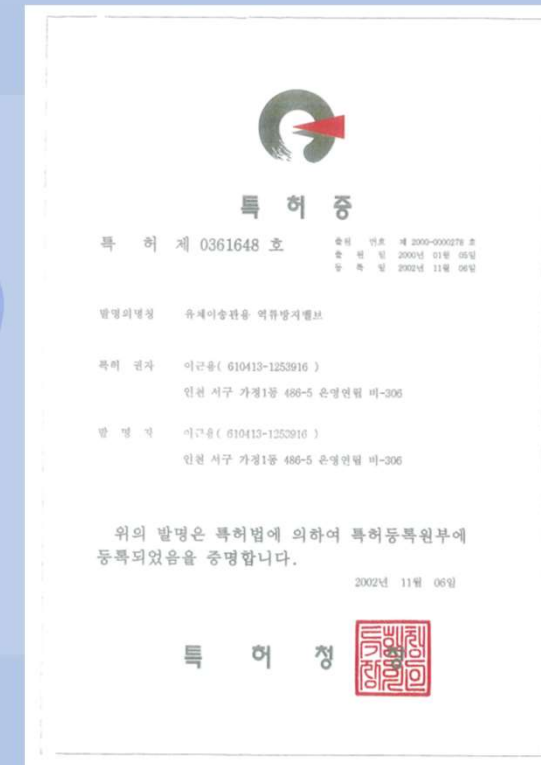 특허증
특 허 제 0361648 호
출원 번호 제 2000-0000278 호
출 원 일 2000년 01월 05일
등 록 일 2002년 11월 06일
발명의명칭 유체이송관용 역류방지밸브
특허 권자 이근용( 610413-1253916 )
인천 서구 가정1동 486-5 은영연립 비-306
발 명 자 이근용( 610413-1253916 )
인천 서구 가정1동 486-5 은영연립 비-306
위의 발명은 특허법에 의하여 특허등록원부에
등록되었음을 증명합니다.
2002년 11월 06일
특 허 청